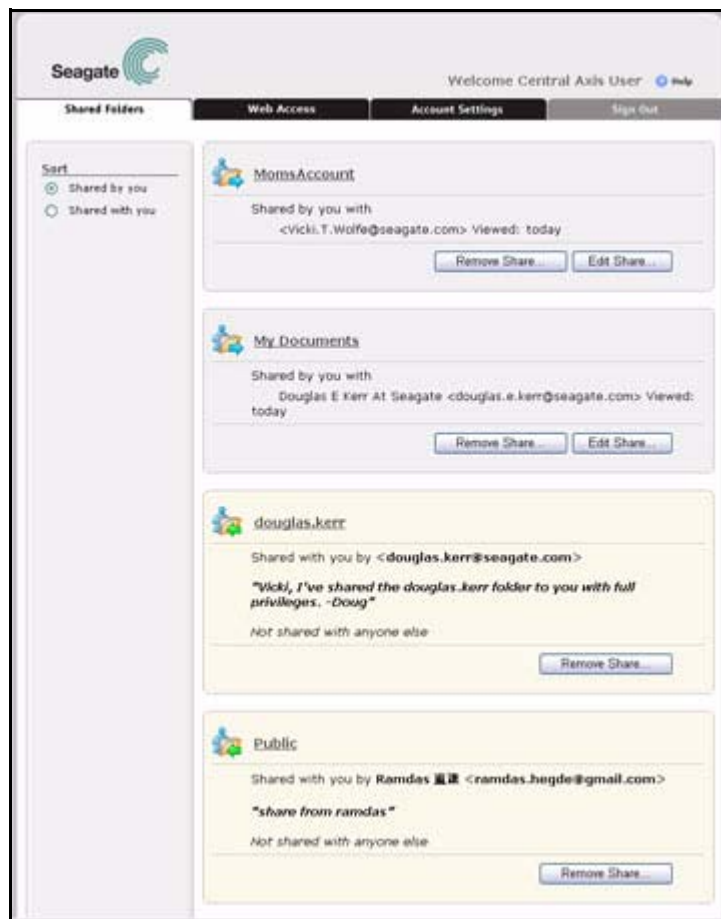 Seagate
Welcome Central Axis User Help
Shared Folders Web Access Account Settings Sign Out
Sort
Shared by you
Shared with you
MomsAccount
Shared by you with
<Vicki.T.Wolfe@seagate.com> Viewed: today
Remove Share... Edit Share...
My Documents
Shared by you with
Douglas E Kerr At Seagate <douglas.e.kerr@seagate.com> Viewed:
today
Remove Share... Edit Share...
douglas.kerr
Shared with you by <douglas.kerr@seagate.com>
"Vicki, I've shared the douglas.kerr folder to you with full
privileges. -Doug"
Not shared with anyone else
Remove Share...
Public
Shared with you by Ramdas <ramdas.hegde@gmail.com>
"share from ramdas"
Not shared with anyone else
Remove Share...